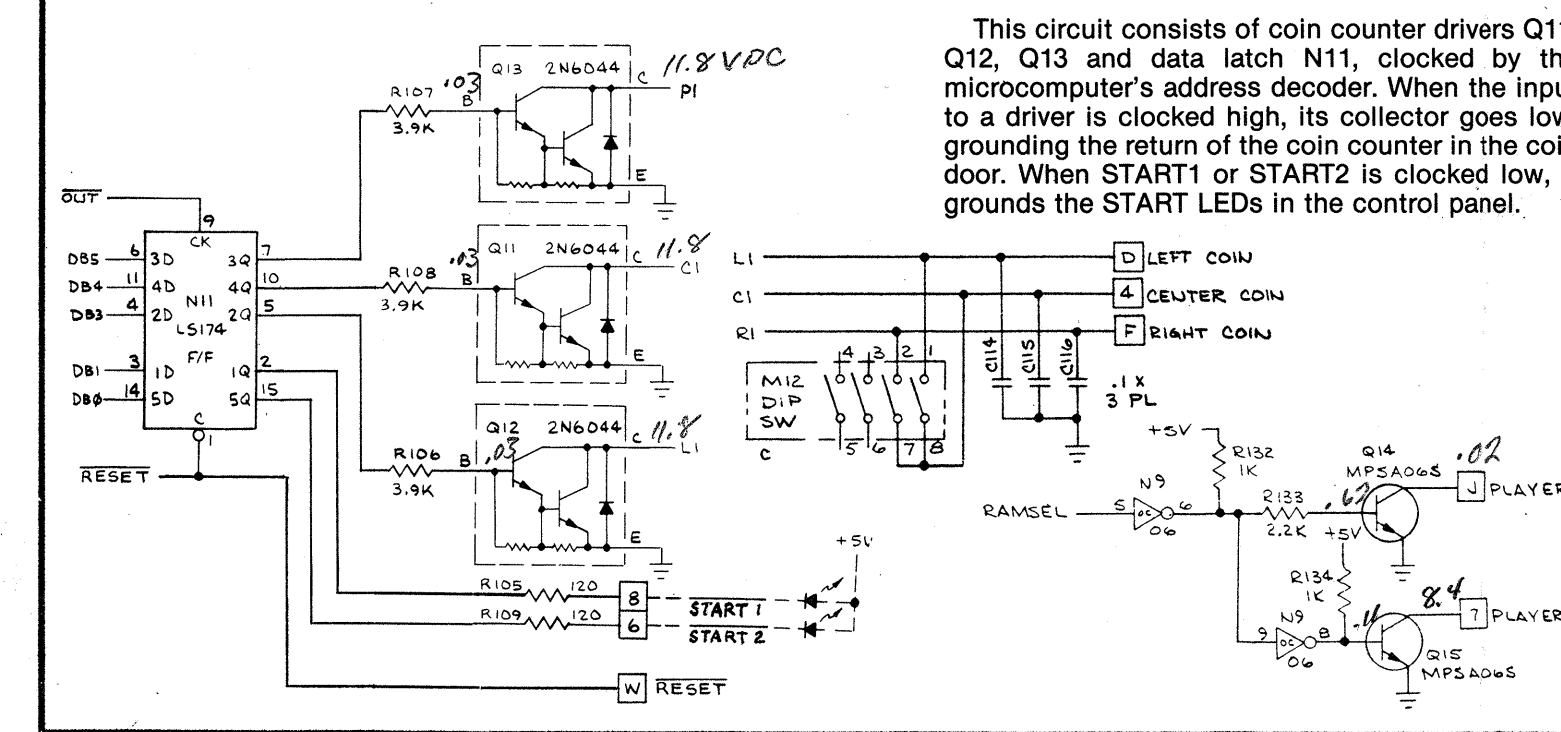 This circuit consists of coin counter drivers Q11
Q12, Q13 and data latch N11, clocked by th
microcomputer's address decoder. When the inpu
to a driver is clocked high, its collector goes low
grounding the return of the coin counter in the coi
door. When START1 or START2 is clocked low,
grounds the START LEDs in the control panel.
Q13 2N6044 C 11.8 VDC
P1
R107 .03 B
3.9K
E
OUT
9
CK
DB5 6 3D 3Q 7
DB4 11 4D 4Q 10
N11
DB3 4 2D 2Q 5
LS174
F/F
DB1 3 1D 1Q 2
DBØ 14 5D 5Q 15
C
1
RESET
Q11 2N6044 C 11.8
C1
R108 .03 B
3.9K
E
Q12 2N6044 C 11.8
L1
R106 B .03
3.9K
E
+5V
R105 120 8 START 1
R109 120 6 START 2
W RESET
L1 D LEFT COIN
C1 4 CENTER COIN
R1 F RIGHT COIN
4 3 2 1
M12
DIP
SW
5 6 7 8
C
C114 C115 C116
.1 X
3 PL
+5V
R132
1K
Q14
MPSA06S
.02
J PLAYER
RAMSEL 5 N9 6
OC
06
R133
2.2K
.63
+5V
R134
1K
8.4
7 PLAYER
9 N9 8
OC
06
.11
Q15
MPSA06S